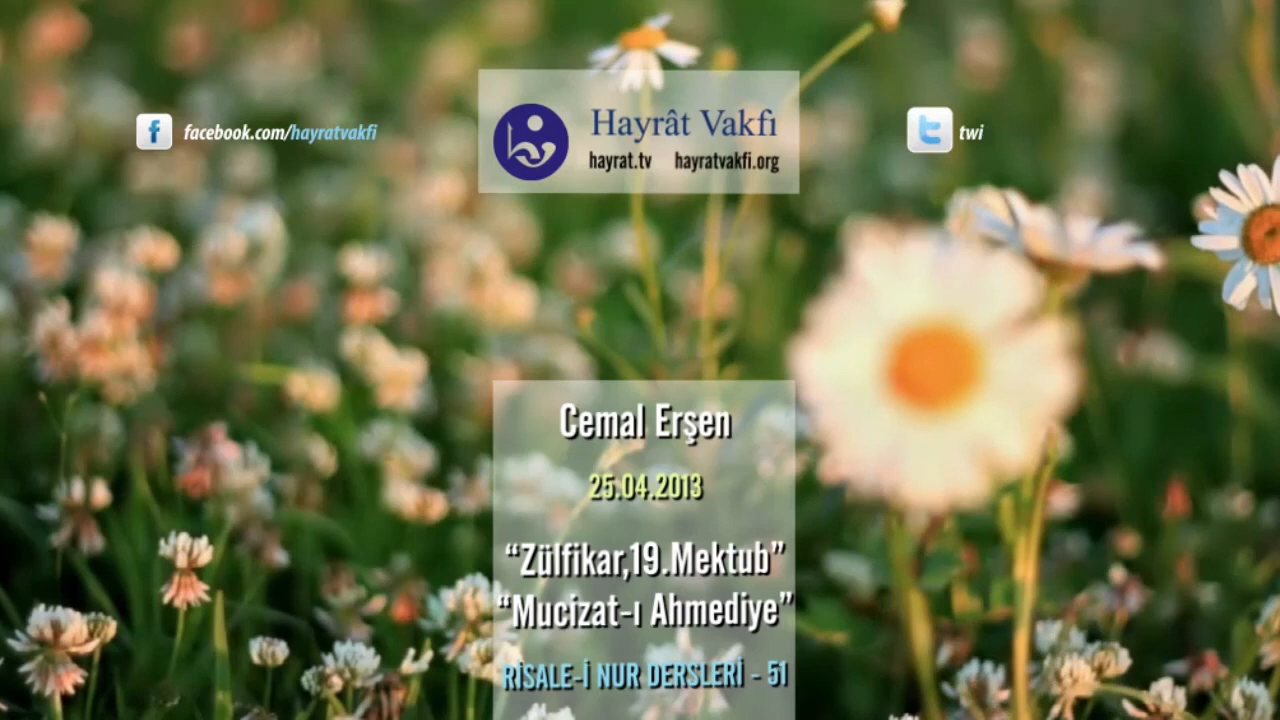 facebook.com/hayratvakfi
Hayrât Vakfı
hayrat.tv hayratvakfi.org
twi
Cemal Erşen
25.04.2013
“Zülfikar,19.Mektub”
“Mucizat-ı Ahmediye”
RİSALE-İ NUR DERSLERİ - 51